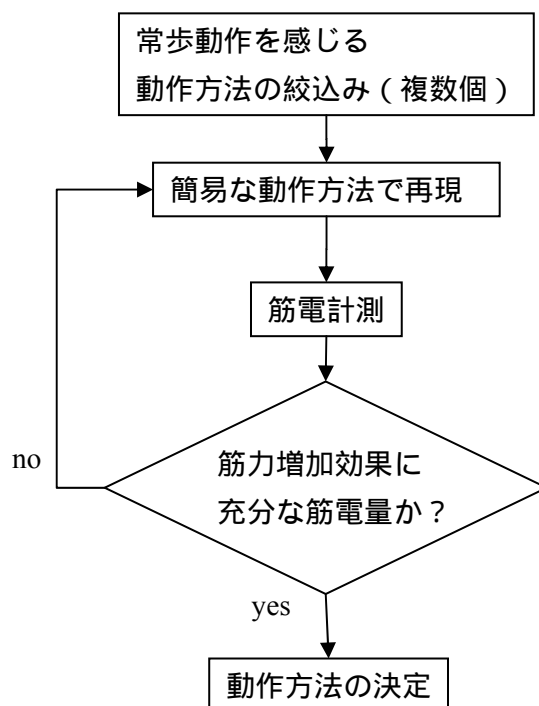 常歩動作を感じる
動作方法の絞込み（複数個）
簡易な動作方法で再現
筋電計測
no
筋力増加効果に
充分な筋電量か？
yes
動作方法の決定